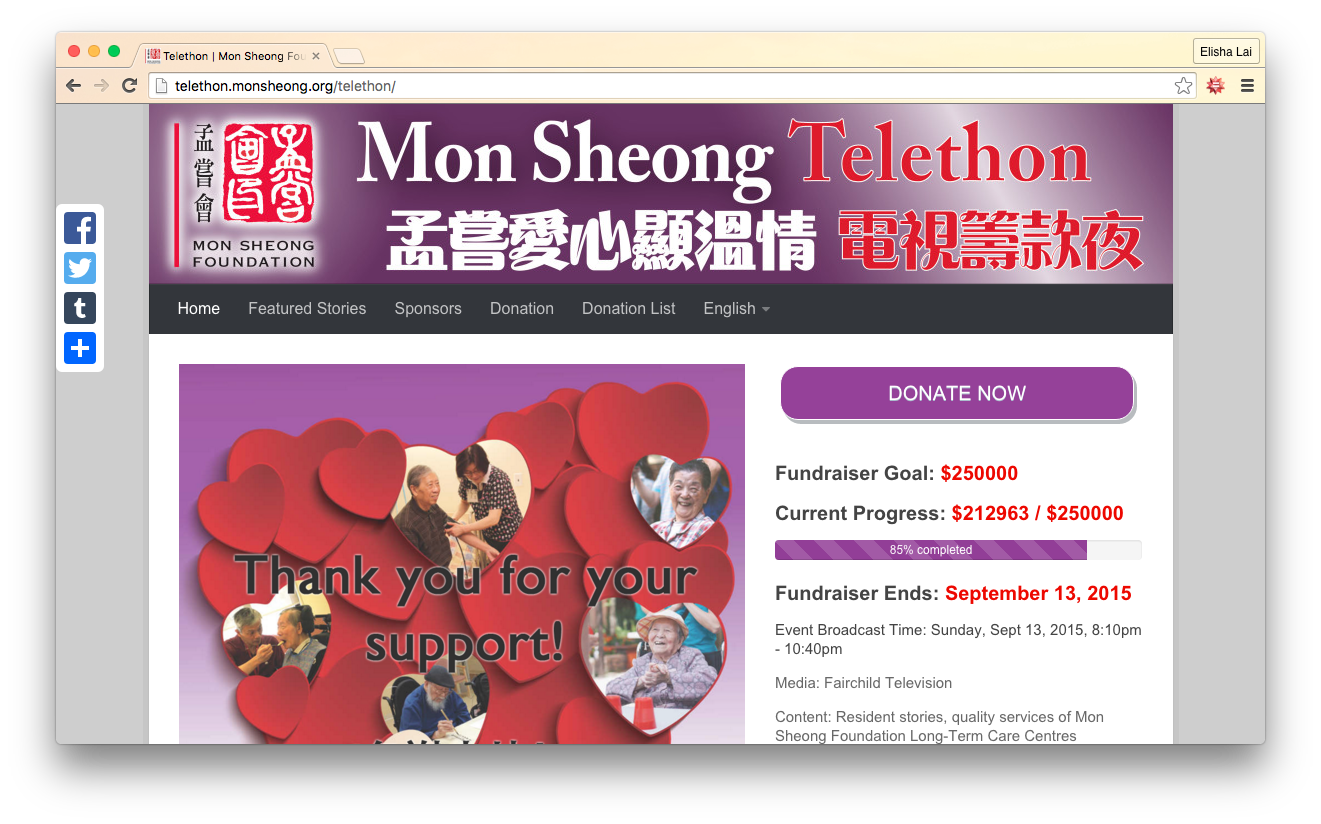 Telethon | Mon Sheong Fou
Elisha Lai
telethon.monsheong.org/telethon/
孟嘗會
MON SHEONG
FOUNDATION
Mon Sheong Telethon
孟嘗愛心顯溫情 電視籌款夜
Home Featured Stories Sponsors Donation Donation List English
DONATE NOW
Thank you for your
support!
Fundraiser Goal: $250000
Current Progress: $212963 / $250000
85% completed
Fundraiser Ends: September 13, 2015
Event Broadcast Time: Sunday, Sept 13, 2015, 8:10pm
- 10:40pm
Media: Fairchild Television
Content: Resident stories, quality services of Mon
Sheong Foundation Long-Term Care Centres